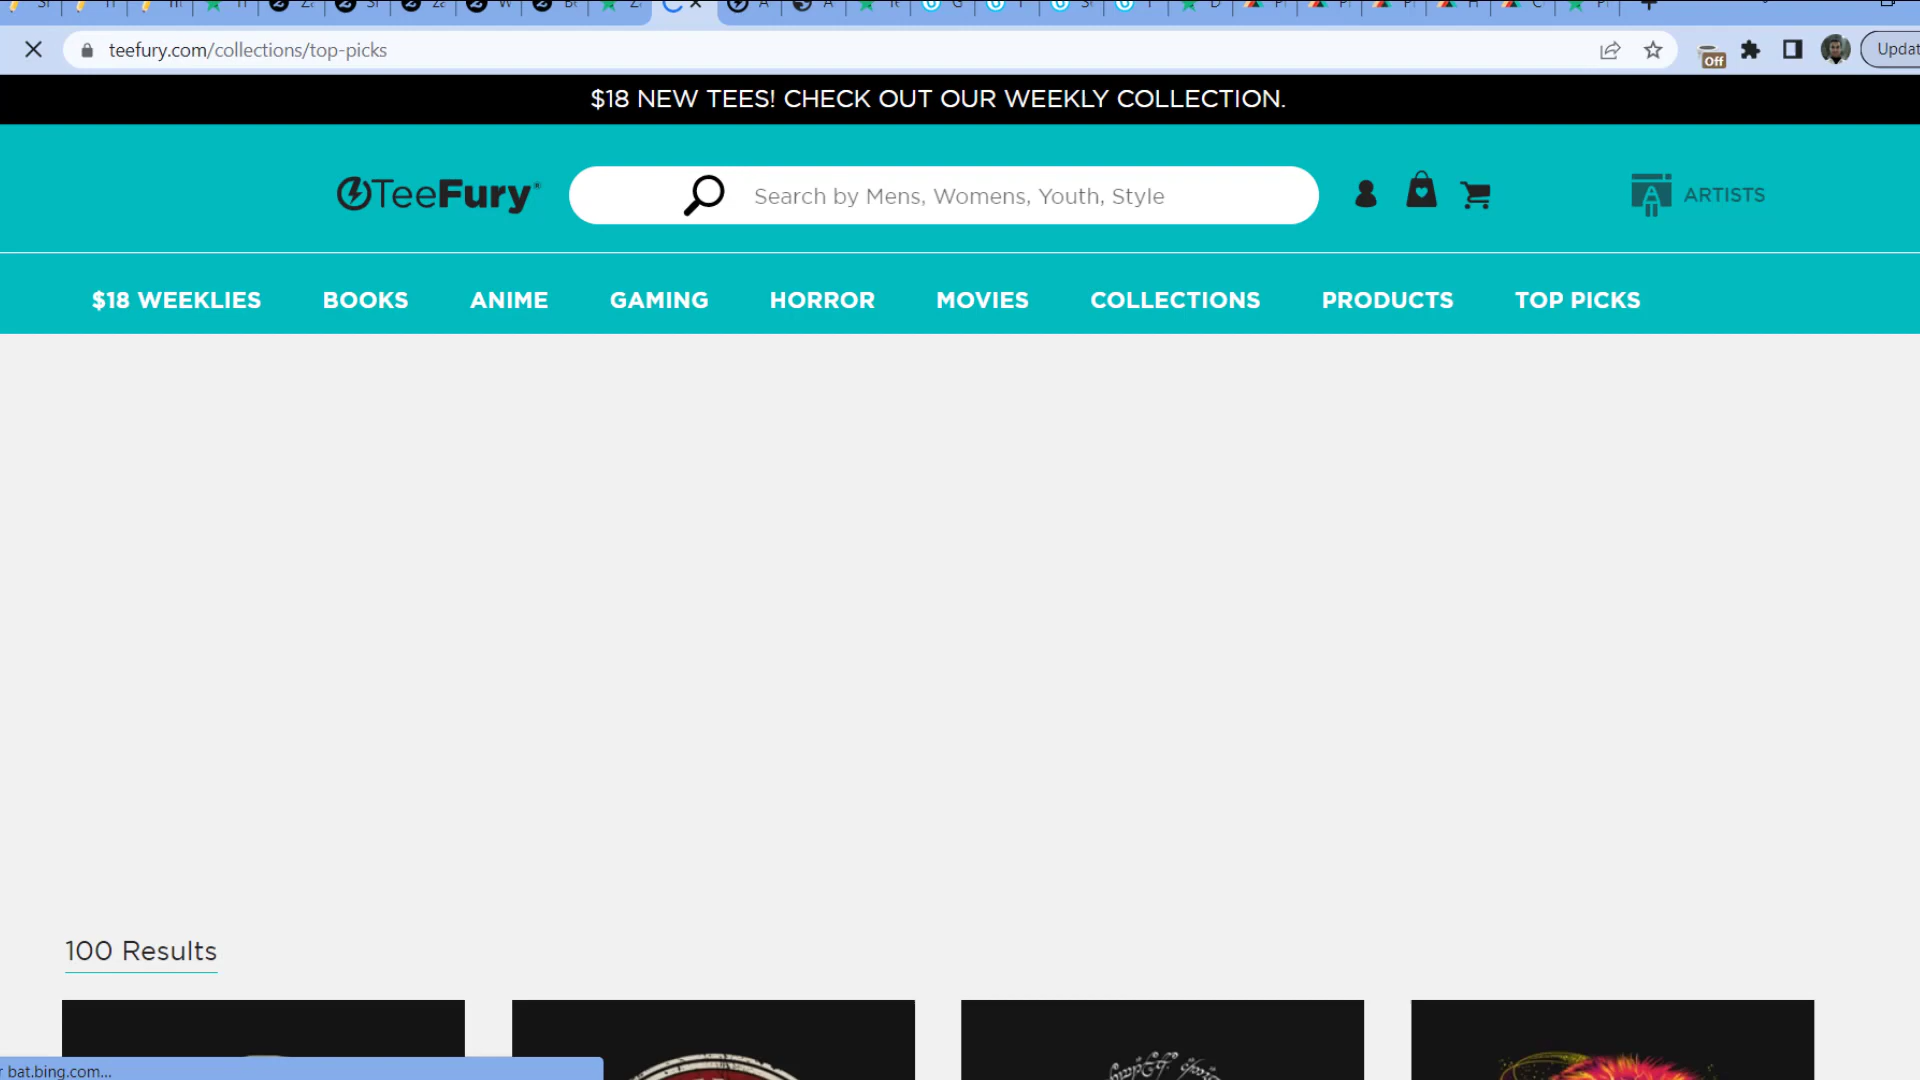 teefury.com/collections/top-picks
Off
Updat
$18 NEW TEES! CHECK OUT OUR WEEKLY COLLECTION.
TeeFury®
Search by Mens, Womens, Youth, Style
ARTISTS
$18 WEEKLIES BOOKS ANIME GAMING HORROR MOVIES COLLECTIONS PRODUCTS TOP PICKS
100 Results
r bat.bing.com...